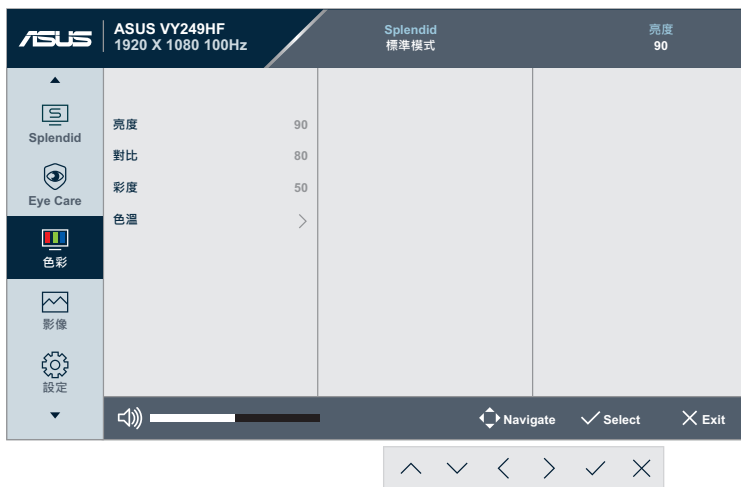 ASUS
ASUS VY249HF
1920 X 1080 100Hz
Splendid
標準模式
亮度
90
Splendid
Eye Care
色彩
影像
設定
亮度 90
對比 80
彩度 50
色溫
Navigate
Select
Exit